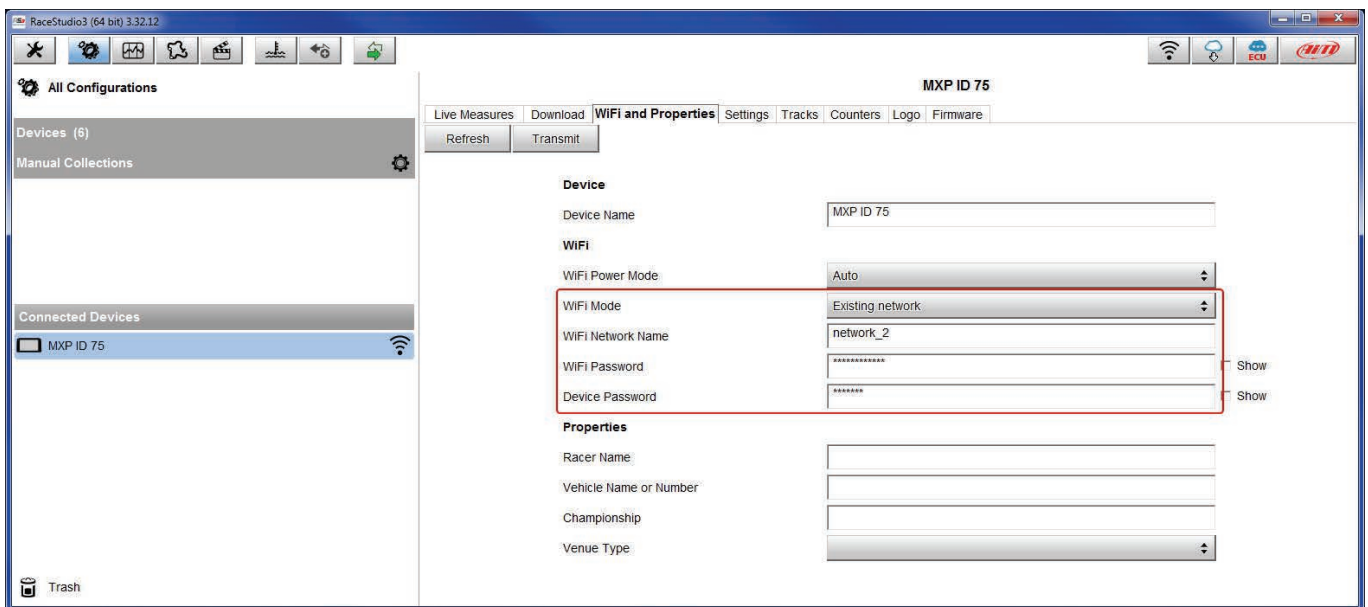 RaceStudio3 (64 bit) 3.32.12
ECU
AiM
All Configurations
MXP ID 75
Live Measures Download WiFi and Properties Settings Tracks Counters Logo Firmware
Devices (6)
Refresh Transmit
Manual Collections
Device
Device Name MXP ID 75
WiFi
WiFi Power Mode Auto
WiFi Mode Existing network
Connected Devices
WiFi Network Name network_2
MXP ID 75
WiFi Password ************ Show
Device Password ******* Show
Properties
Racer Name
Vehicle Name or Number
Championship
Venue Type
Trash